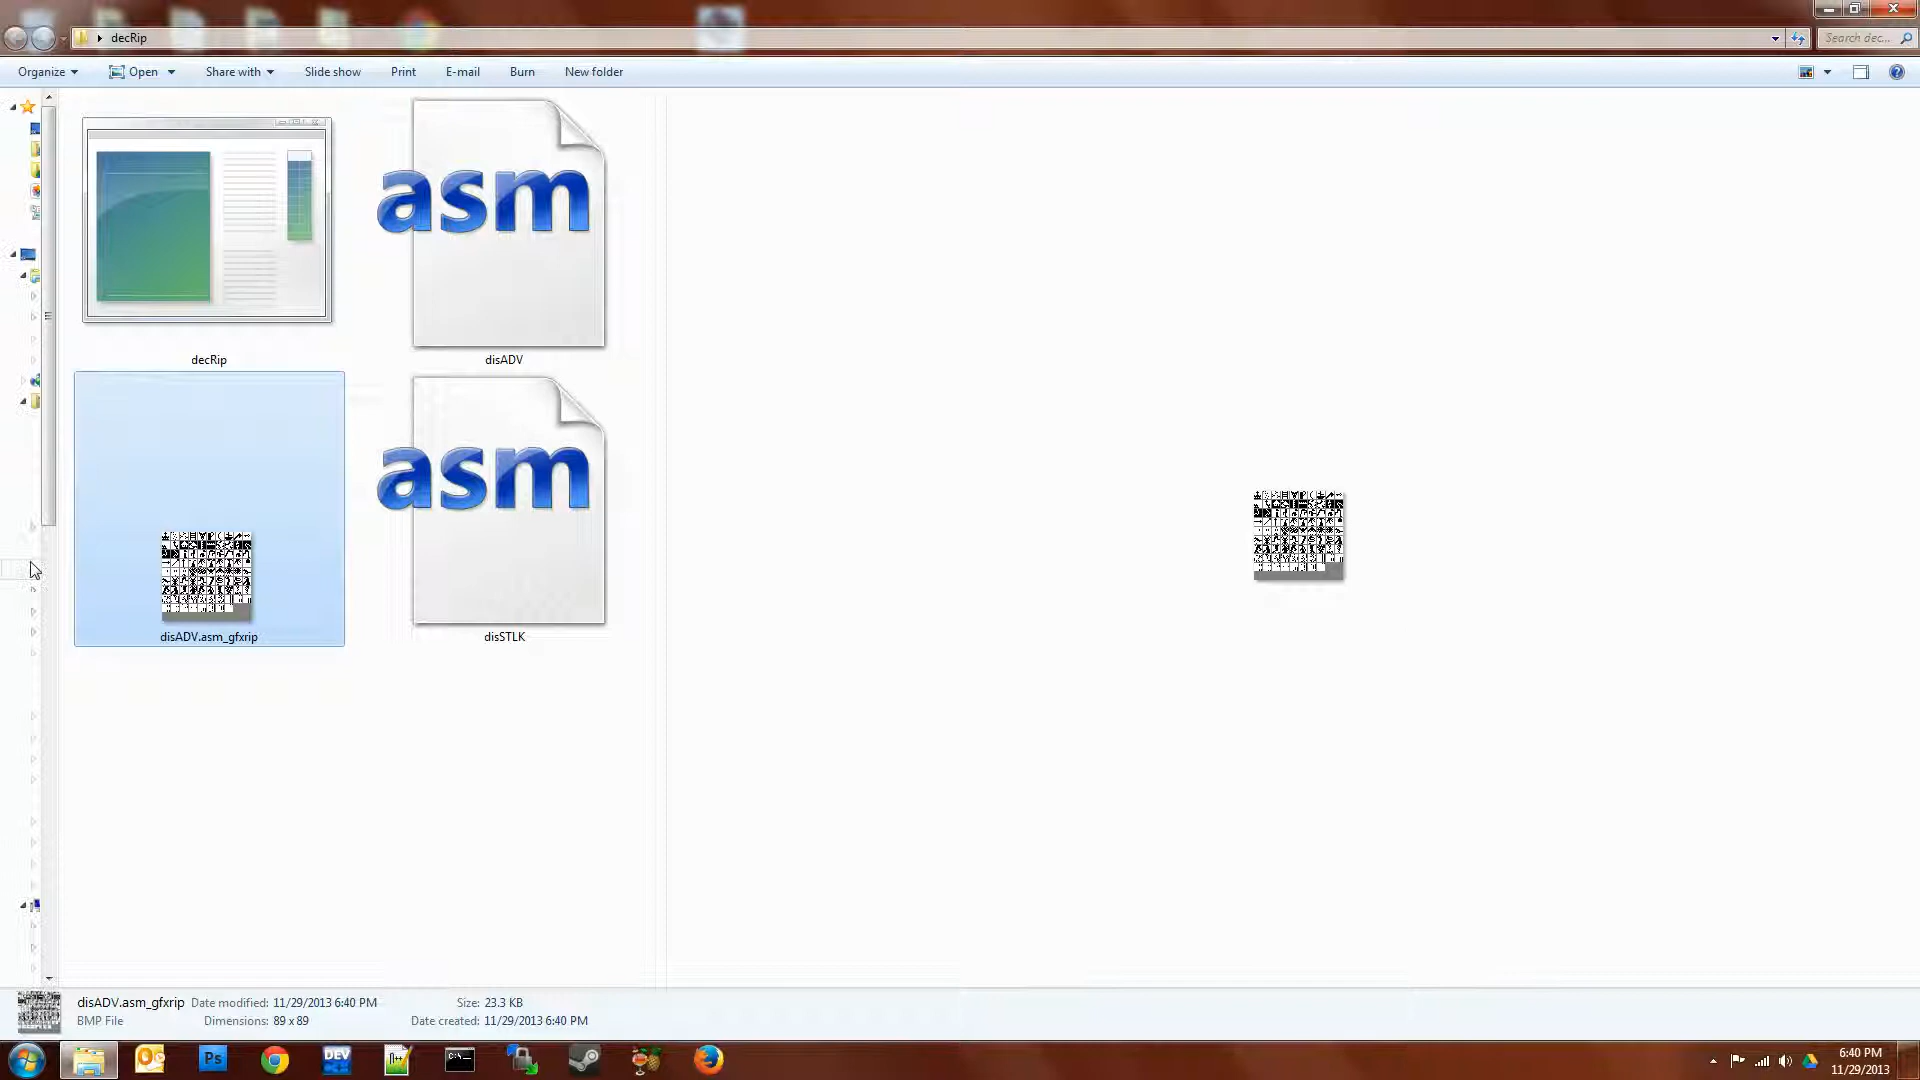 decRip
Search dec...
Organize
Open
Share with
Slide show
Print
E-mail
Burn
New folder
asm
decRip
disADV
asm
disADV.asm_gfxrip
disSTLK
disADV.asm_gfxrip Date modified: 11/29/2013 6:40 PM Size: 23.3 KB
BMP File Dimensions: 89 x 89 Date created: 11/29/2013 6:40 PM
Ps
DEV
C:\_
6:40 PM
11/29/2013